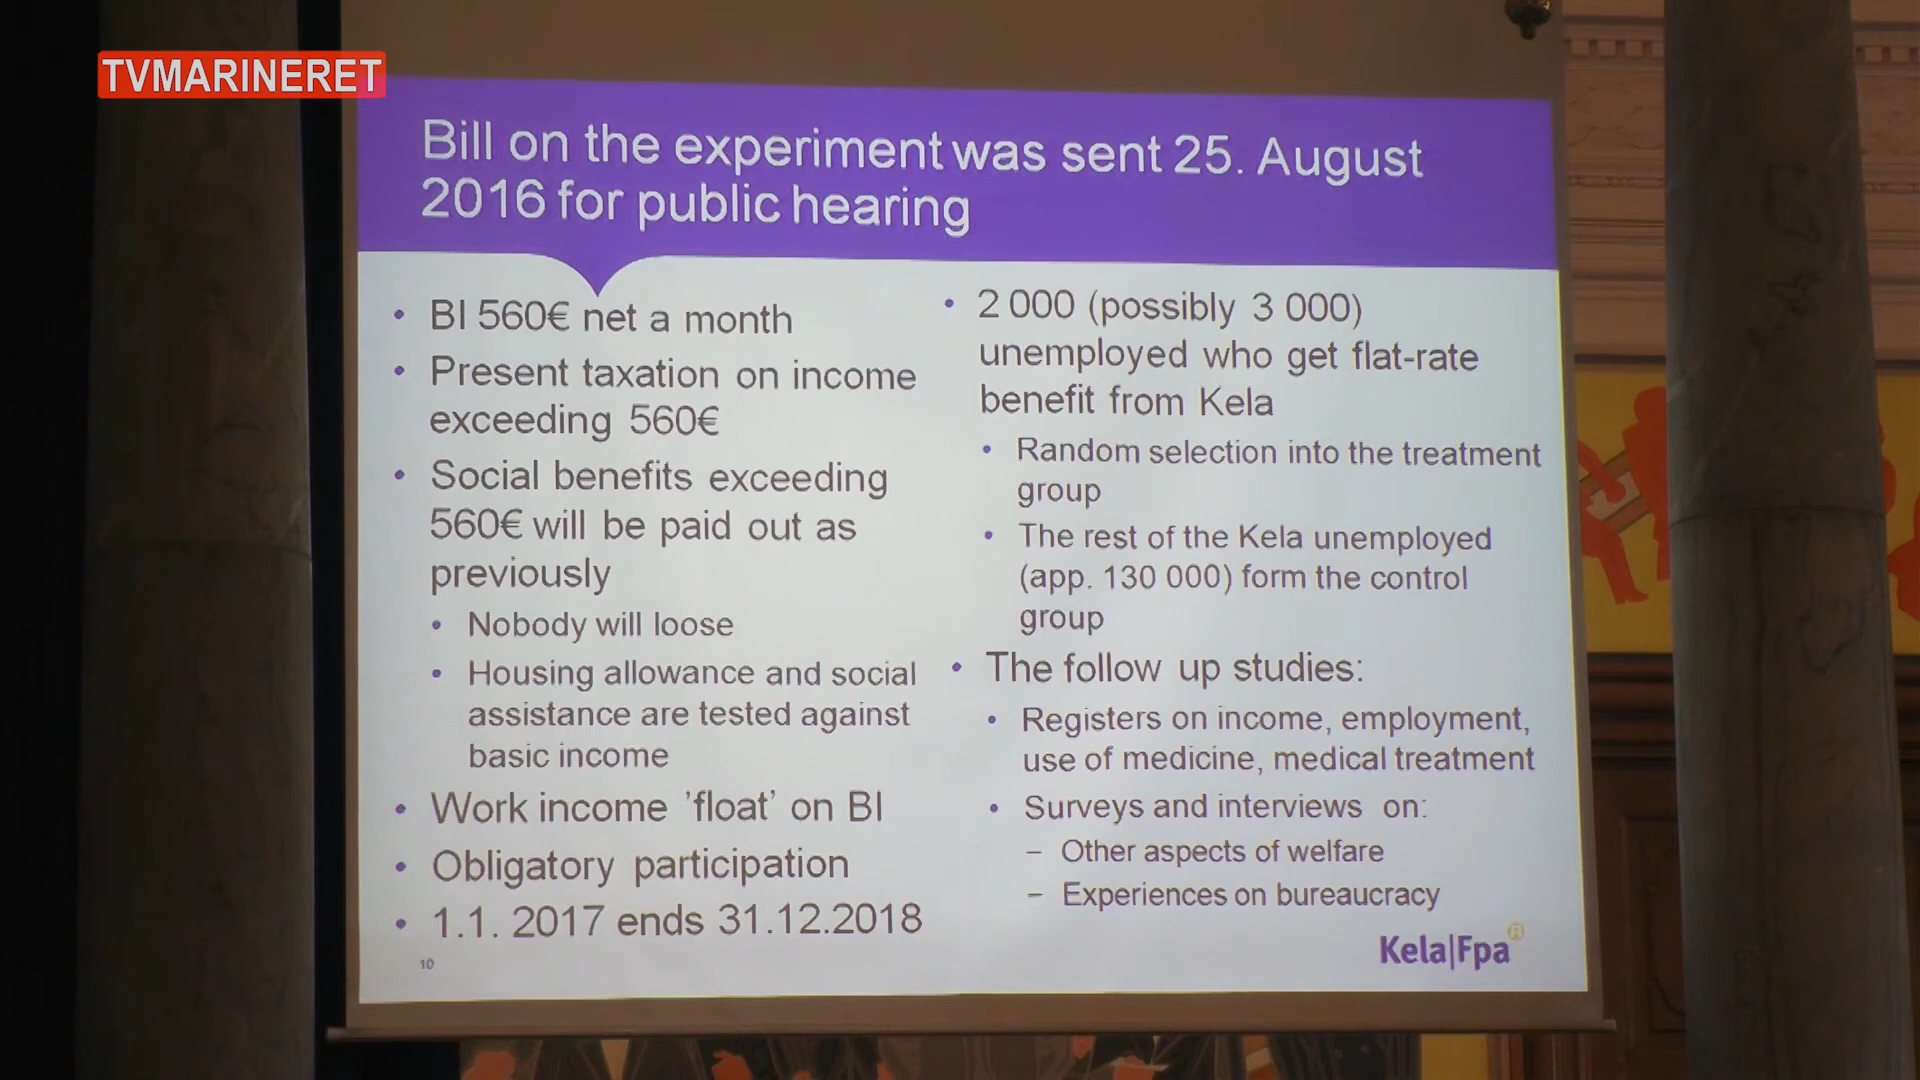 TVMARINERET
Bill on the experiment was sent 25. August
2016 for public hearing
• BI 560€ net a month
• Present taxation on income
exceeding 560€
• Social benefits exceeding
560€ will be paid out as
previously
• Nobody will loose
• Housing allowance and social
assistance are tested against
basic income
• Work income ’float’ on BI
• Obligatory participation
• 1.1. 2017 ends 31.12.2018
10
• 2 000 (possibly 3 000)
unemployed who get flat-rate
benefit from Kela
• Random selection into the treatment
group
• The rest of the Kela unemployed
(app. 130 000) form the control
group
• The follow up studies:
• Registers on income, employment,
use of medicine, medical treatment
• Surveys and interviews on:
– Other aspects of welfare
– Experiences on bureaucracy
Kela|Fpa